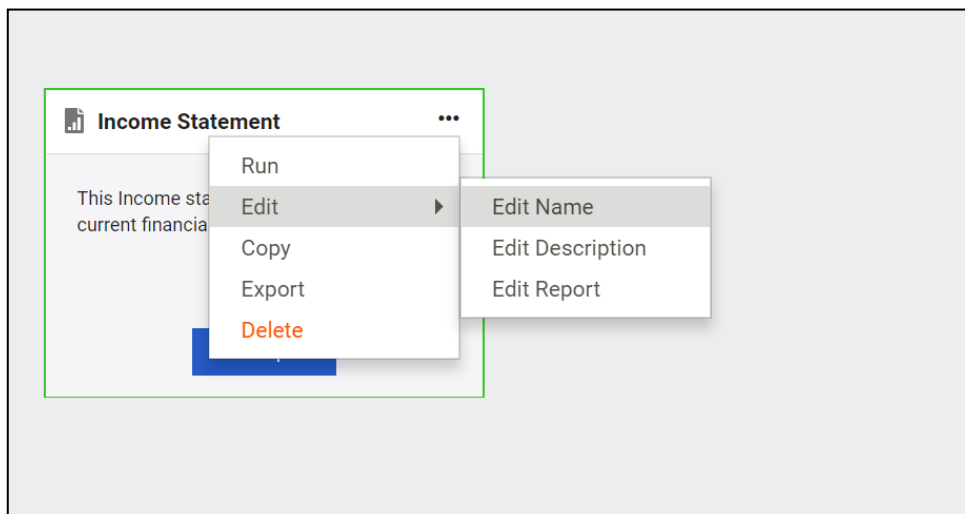 Income Statement
Run
This Income sta
Edit
Edit Name
current financia
Copy
Edit Description
Export
Edit Report
Delete